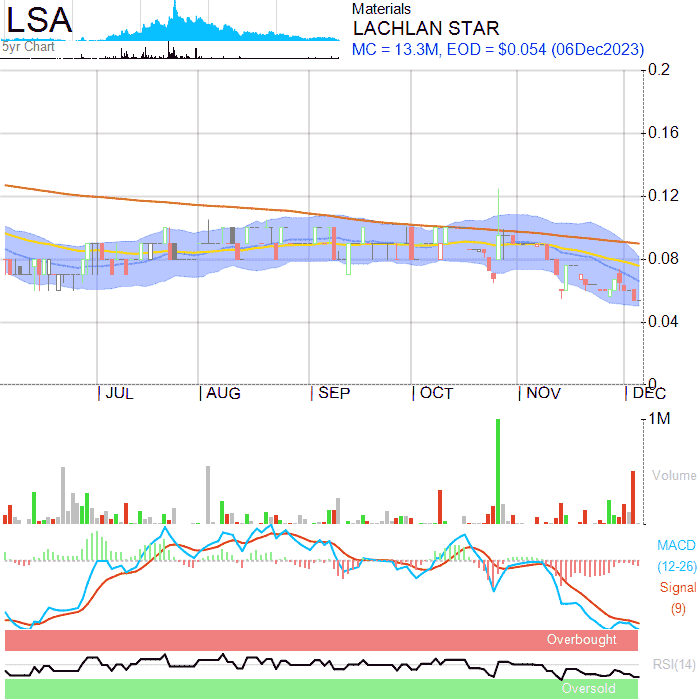 LSA
5yr Chart
Materials
LACHLAN STAR
MC = 13.3M, EOD = $0.054 (06Dec2023)
0.2
0.16
0.12
0.08
0.04
0
JUL
AUG
SEP
OCT
NOV
DEC
1M
Volume
MACD
(12-26)
Signal
(9)
Overbought
RSI(14)
Oversold